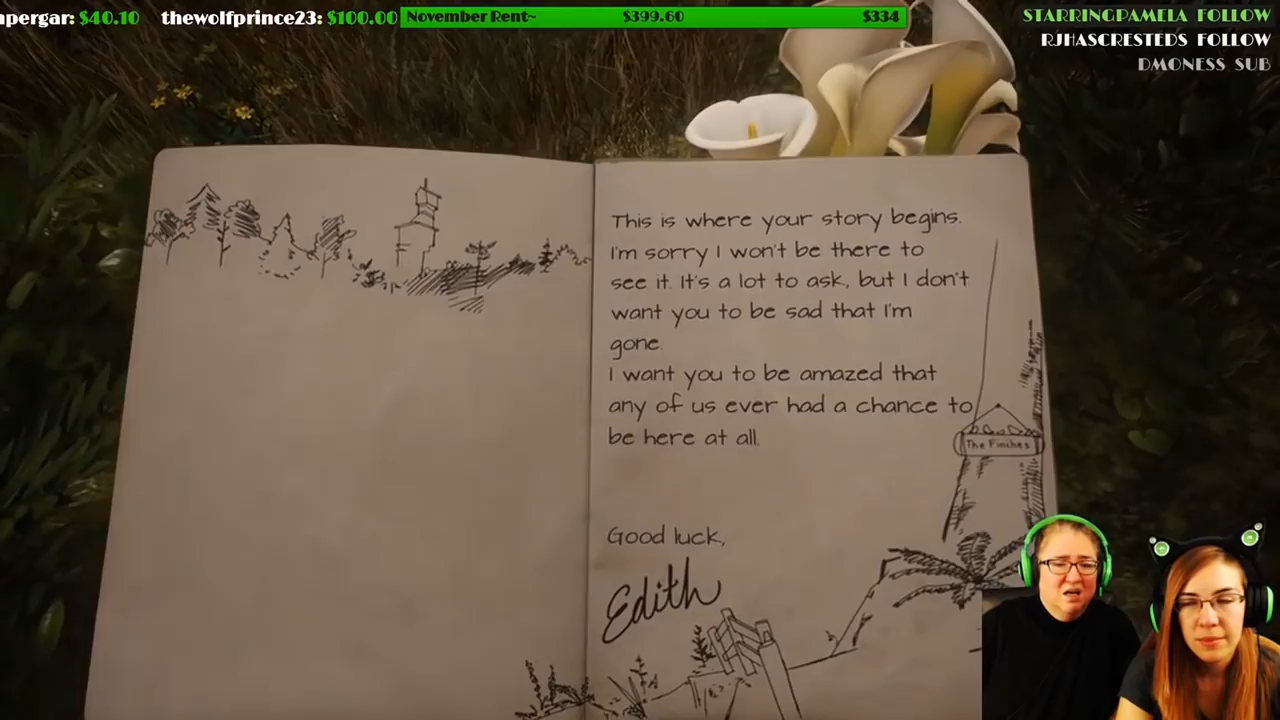 mpergar: $40.10 thewolfprince23: $100.00 November Rent~ $399.60 $334
STARRINGPAMELA FOLLOW
RJHASCRESTEDS FOLLOW
DMONESS SUB
This is where your story begins.
I'm sorry I won't be there to
see it. It's a lot to ask, but I don't
want you to be sad that I'm
gone.
I want you to be amazed that
any of us ever had a chance to
be here at all.
The Finches
Good luck,
Edith